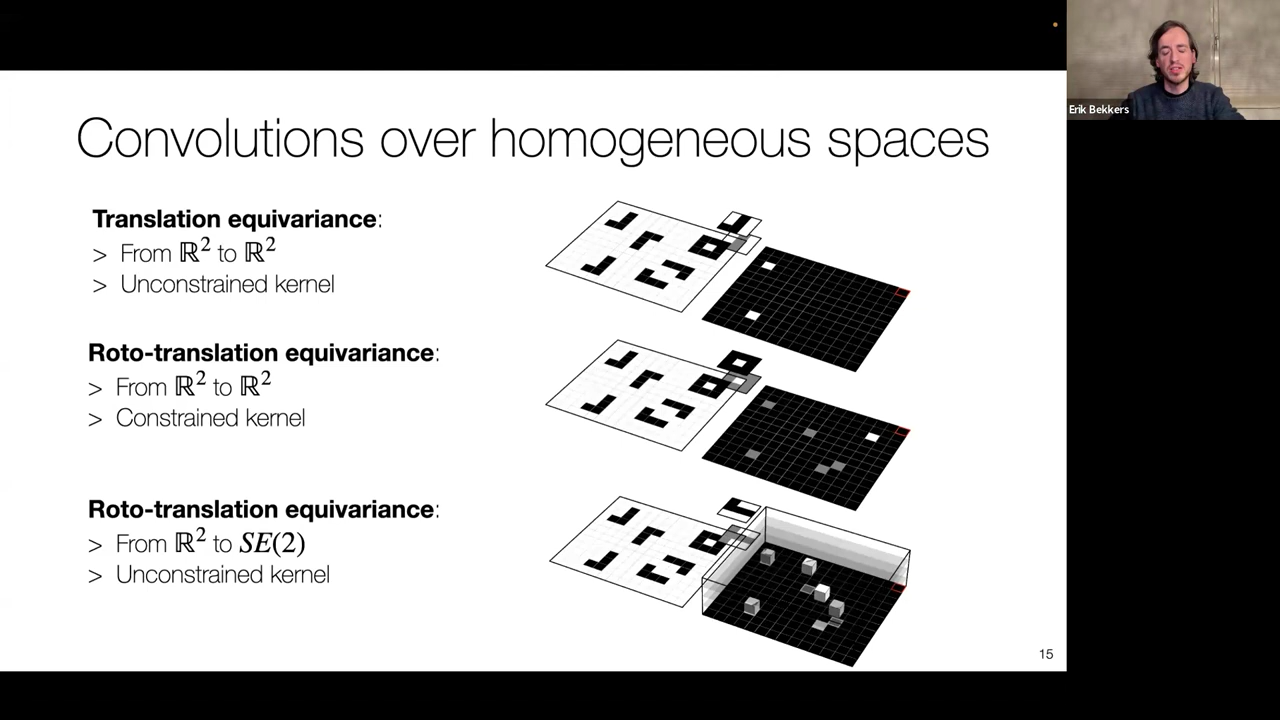 Convolutions over homogeneous spaces
Translation equivariance:
> From ℝ² to ℝ²
> Unconstrained kernel
Roto-translation equivariance:
> From ℝ² to ℝ²
> Constrained kernel
Roto-translation equivariance:
> From ℝ² to SE(2)
> Unconstrained kernel
15
Erik Bekkers